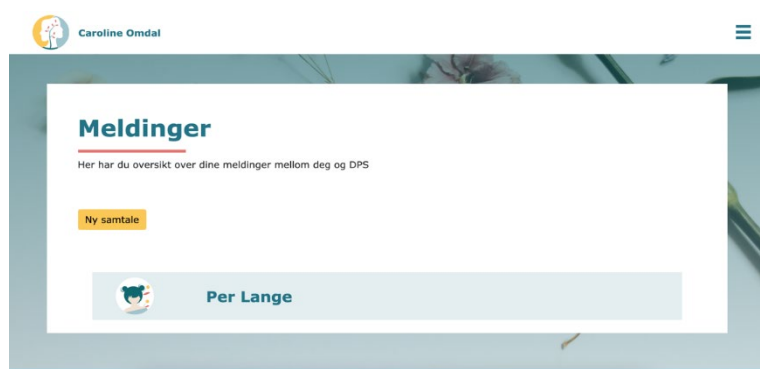 Caroline Omdal
Meldinger
Her har du oversikt over dine meldinger mellom deg og DPS
Ny samtale
Per Lange